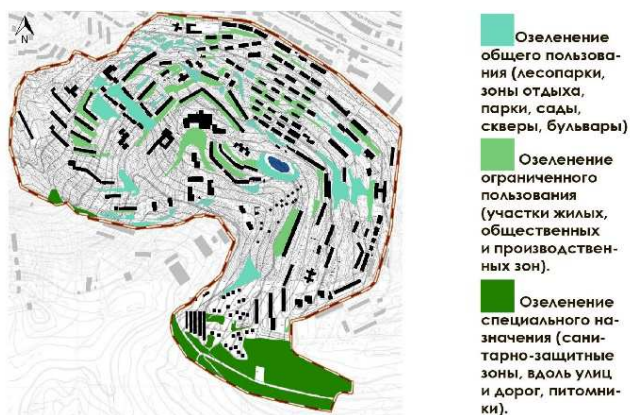 N
Озеленение
общего пользова-
ния (лесопарки,
зоны отдыха,
парки, сады,
скверы, бульвары)
Озеленение
ограниченного
пользования
(участки жилых,
общественных
и производствен-
нных зон).
Озеленение
специального на-
значения (сани-
тарно-защитные
зоны, вдоль улиц
и дорог, питомни-
ки).